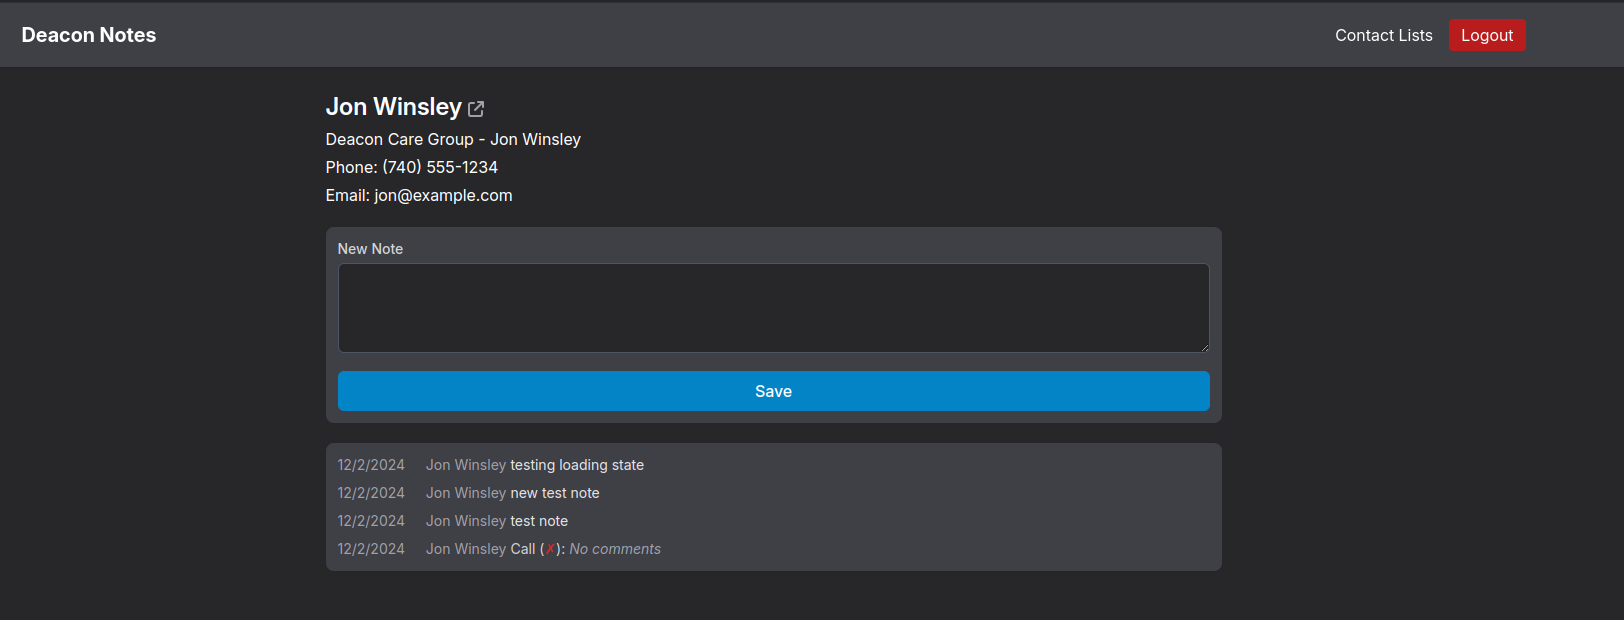 Deacon Notes Contact Lists Logout
Jon Winsley
Deacon Care Group - Jon Winsley
Phone: (740) 555-1234
Email: jon@example.com
New Note
Save
12/2/2024 Jon Winsley testing loading state
12/2/2024 Jon Winsley new test note
12/2/2024 Jon Winsley test note
12/2/2024 Jon Winsley Call (✗): No comments